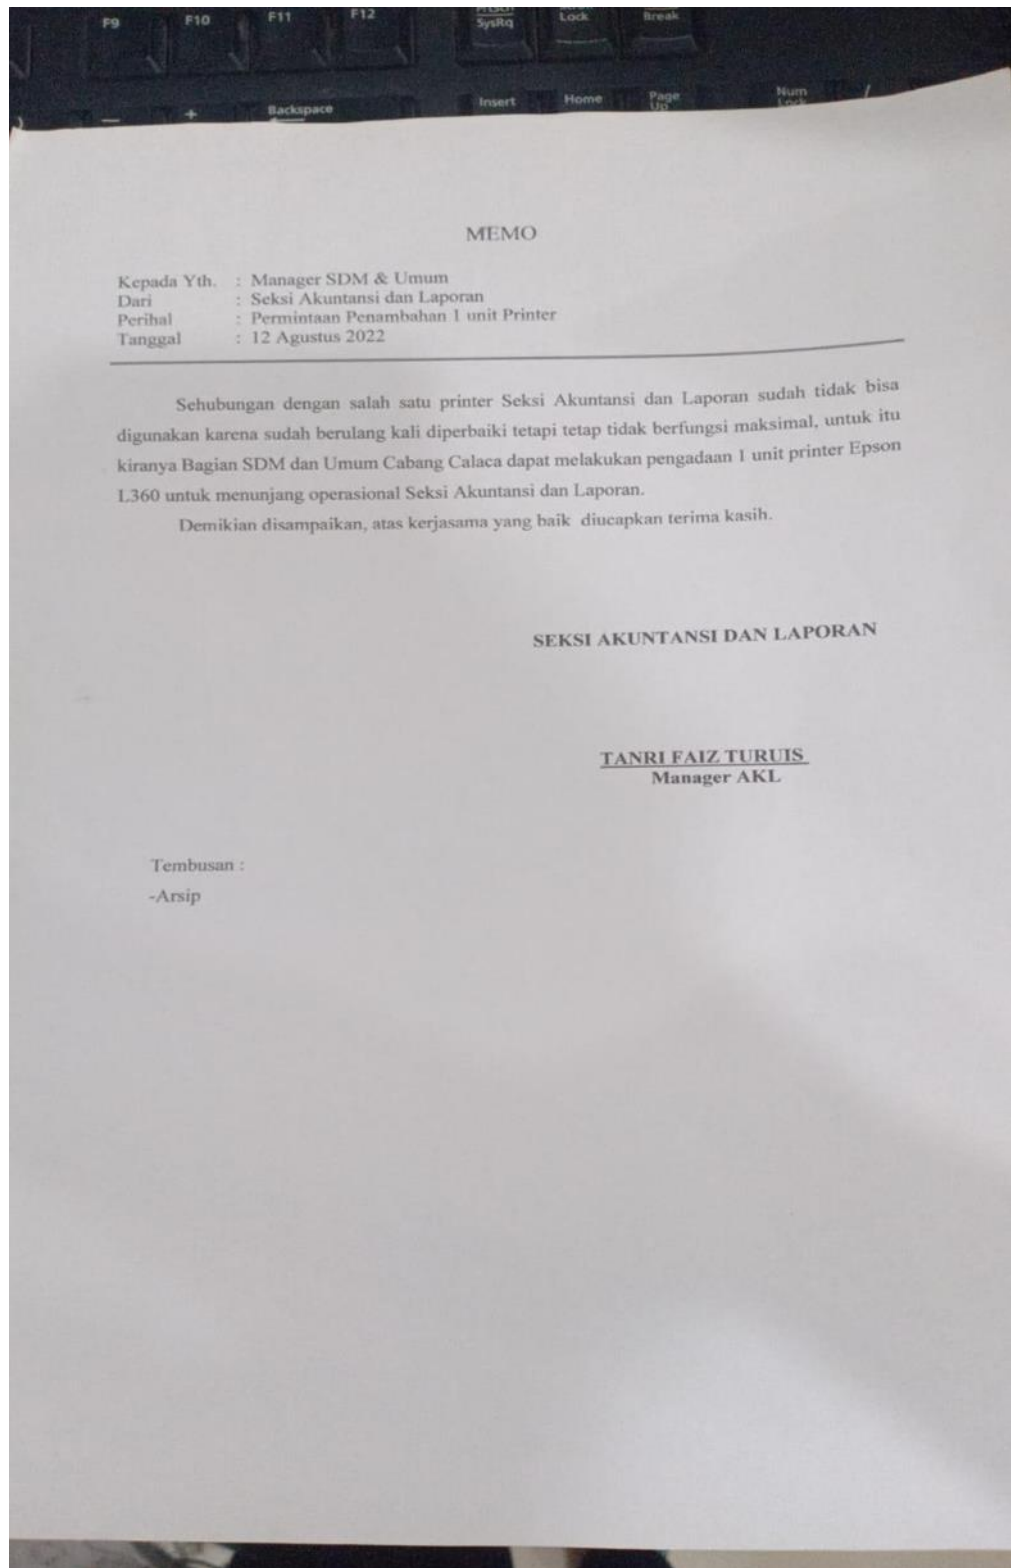 F9 F10 F11 F12 SysRq Lock Break
— + Backspace Insert Home Page Num
MEMO
Kepada Yth. : Manager SDM & Umum
Dari : Seksi Akuntansi dan Laporan
Perihal : Permintaan Penambahan 1 unit Printer
Tanggal : 12 Agustus 2022
Sehubungan dengan salah satu printer Seksi Akuntansi dan Laporan sudah tidak bisa
digunakan karena sudah berulang kali diperbaiki tetapi tetap tidak berfungsi maksimal, untuk itu
kiranya Bagian SDM dan Umum Cabang Calaca dapat melakukan pengadaan 1 unit printer Epson
L360 untuk menunjang operasional Seksi Akuntansi dan Laporan.
Demikian disampaikan, atas kerjasama yang baik diucapkan terima kasih.
SEKSI AKUNTANSI DAN LAPORAN
TANRI FAIZ TURUIS
Manager AKL
Tembusan :
-Arsip